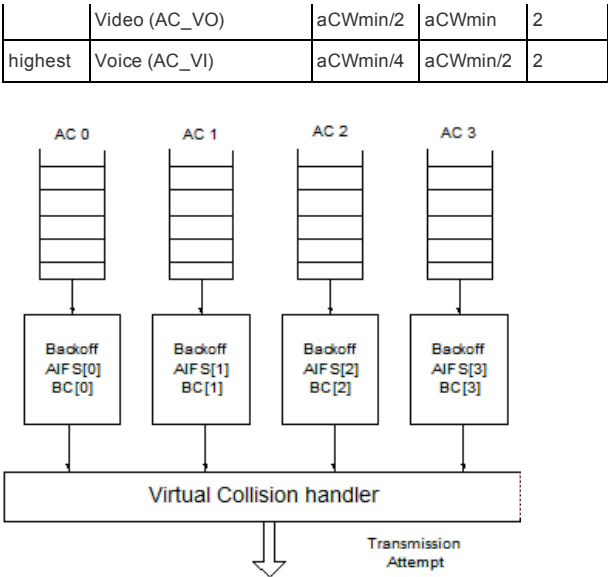 Video (AC_VO) aCWmin/2 aCWmin 2
highest Voice (AC_VI) aCWmin/4 aCWmin/2 2
AC 0 AC 1 AC 2 AC 3
Backoff AIFS[0] BC[0]
Backoff AIFS[1] BC[1]
Backoff AIFS[2] BC[2]
Backoff AIFS[3] BC[3]
Virtual Collision handler
Transmission
Attempt